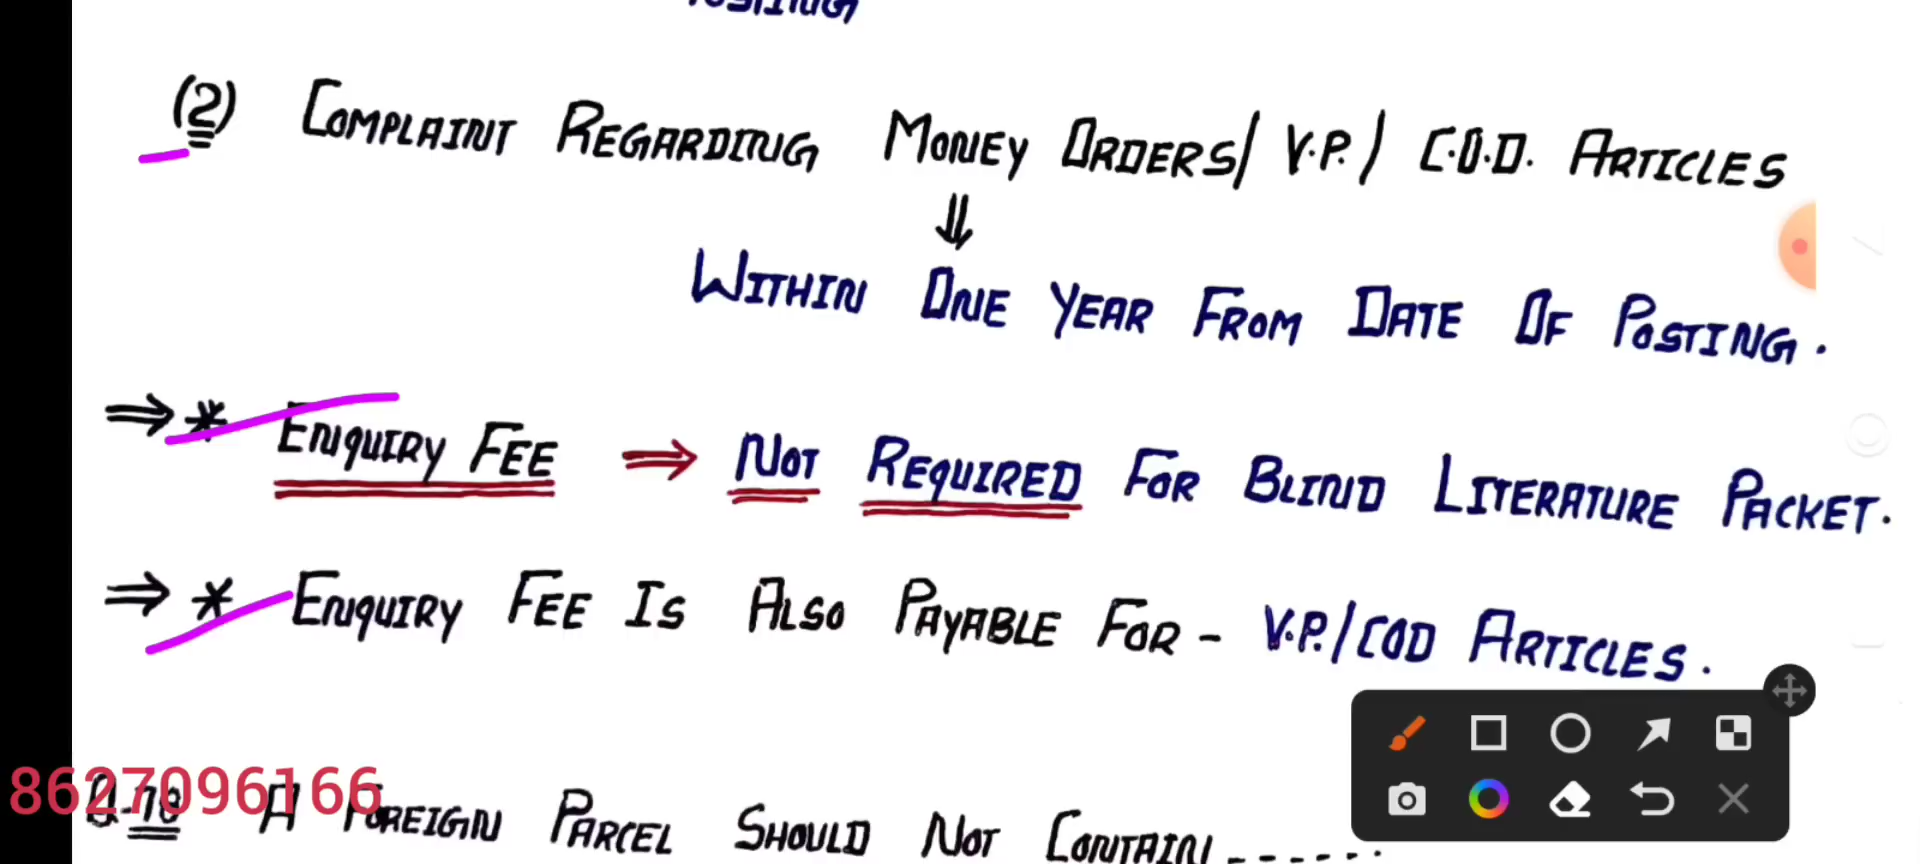 POSTING
(2) COMPLAINT REGARDING MONEY ORDERS/ V.P./ C.O.D. ARTICLES
⇓
WITHIN ONE YEAR FROM DATE OF POSTING.
⇒ * ENQUIRY FEE ⇒ NOT REQUIRED FOR BLIND LITERATURE PACKET.
⇒ * ENQUIRY FEE IS ALSO PAYABLE FOR - V.P./COD ARTICLES.
8627096166
A FOREIGN PARCEL SHOULD NOT CONTAIN------.